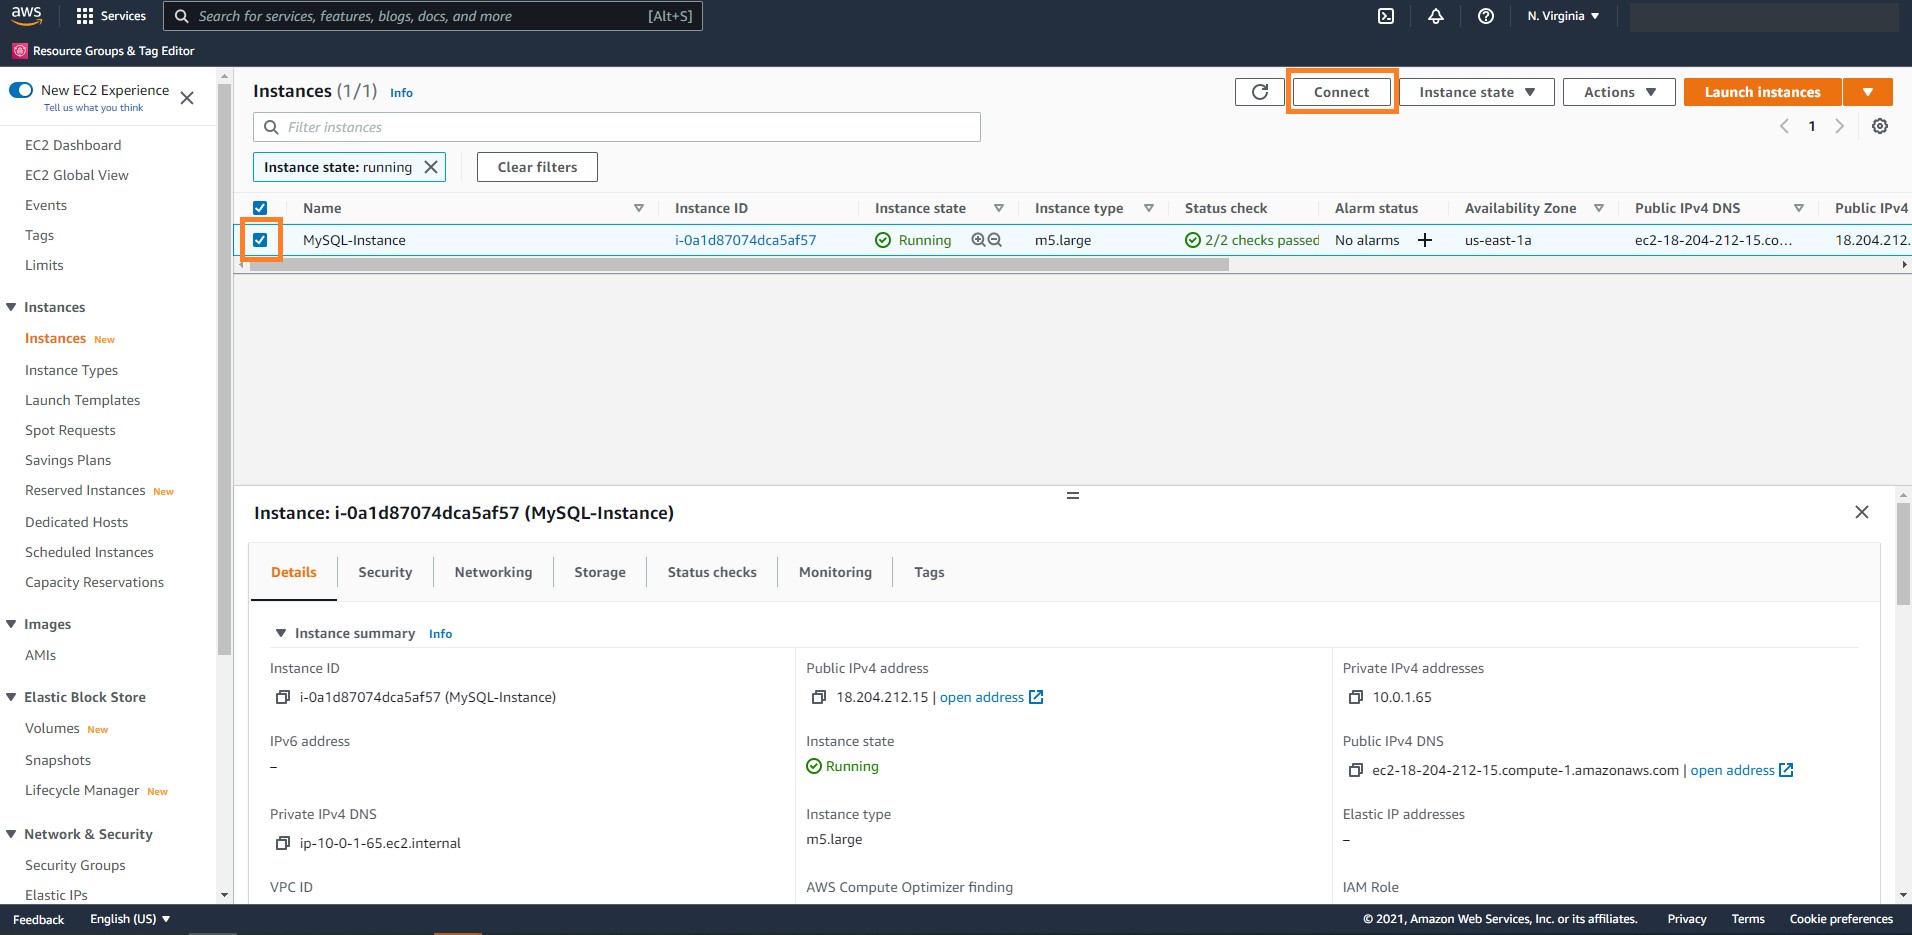 aws Services Search for services, features, blogs, docs, and more [Alt+S] N. Virginia
Resource Groups & Tag Editor
New EC2 Experience
Tell us what you think
EC2 Dashboard
EC2 Global View
Events
Tags
Limits
Instances
Instances New
Instance Types
Launch Templates
Spot Requests
Savings Plans
Reserved Instances New
Dedicated Hosts
Scheduled Instances
Capacity Reservations
Images
AMIs
Elastic Block Store
Volumes New
Snapshots
Lifecycle Manager New
Network & Security
Security Groups
Elastic IPs
Instances (1/1) Info
Connect Instance state Actions Launch instances
Filter instances
1
Instance state: running Clear filters
Name Instance ID Instance state Instance type Status check Alarm status Availability Zone Public IPv4 DNS Public IPv4
MySQL-Instance i-0a1d87074dca5af57 Running m5.large 2/2 checks passed No alarms us-east-1a ec2-18-204-212-15.co... 18.204.212.
Instance: i-0a1d87074dca5af57 (MySQL-Instance)
Details Security Networking Storage Status checks Monitoring Tags
Instance summary Info
Instance ID
i-0a1d87074dca5af57 (MySQL-Instance)
Public IPv4 address
18.204.212.15 | open address
Private IPv4 addresses
10.0.1.65
IPv6 address
–
Instance state
Running
Public IPv4 DNS
ec2-18-204-212-15.compute-1.amazonaws.com | open address
Private IPv4 DNS
ip-10-0-1-65.ec2.internal
Instance type
m5.large
Elastic IP addresses
–
VPC ID
AWS Compute Optimizer finding
IAM Role
Feedback English (US) © 2021, Amazon Web Services, Inc. or its affiliates. Privacy Terms Cookie preferences